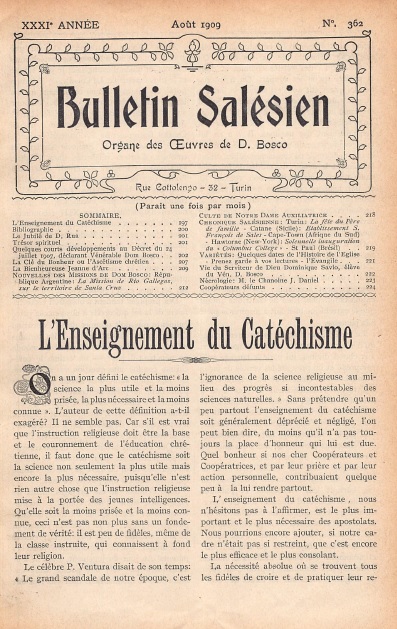 XXXIe ANNÉE Août 1909 N°. 362
Bulletin Salésien
Organe des Œuvres de D. Bosco
Rue Cottolengo - 32 - Turin
(Paraît une fois par mois)
SOMMAIRE.
L'Enseignement du Catéchisme . . . . . . . 197
Bibliographie . . . . . . . 200
Le Jubilé de D. Rua . . . . . . . 201
Trésor spirituel . . . . . . . 201
Quelques courts développements au Décret du 24
juillet 1907, déclarant Vénérable Dom Bosco . . 202
La Clé du Bonheur ou l'Ascétisme chrétien . . . 207
La Bienheureuse Jeanne d'Arc . . . . . . . 209
NOUVELLES DES MISSIONS DE DOM BOSCO: Répu-
blique Argentine: La Mission de Rio Gallegos,
sur le territoire de Santa Cruz . . . . . . . 212
CULTE DE NOTRE DAME AUXILIATRICE . . . 218
CHRONIQUE SALÉSIENNE: Turin: La fête du Père
de famille - Catane (Sicile): Etablissement S.
François de Sales - Cape-Town (Afrique du Sud)
- Hawtorne (New-York): Solennelle inauguration
du « Columbus College » - St Paul (Brésil) . . 219
VARIÉTÉS: Quelques dates de l'Histoire de l'Eglise
- Prenez garde à vos lectures - d'Evangile . . 221
Vie du Serviteur de Dieu Dominique Savio, élève
du Vén. D. Bosco . . . . . . . 222
Nécrologie: M. le Chanoine J. Daniel . . . . 223
Coopérateurs défunts . . . . . . . 224
L'Enseignement du Catéchisme
On a un jour défini le catéchisme: « la
science la plus utile et la moins
prisée, la plus nécessaire et la moins
connue ». L'auteur de cette définition a-t-il
exagéré? Il ne semble pas. Car s'il est vrai
que l'instruction religieuse doit être la base
et le couronnement de l'éducation chré-
tienne, il faut donc que le catéchisme soit
la science non seulement la plus utile mais
encore la plus nécessaire, puisqu'elle n'est
rien autre chose que l'instruction religieuse
mise à la portée des jeunes intelligences.
Qu'elle soit la moins prisée et la moins con-
nue, ceci n'est pas non plus sans un fonde-
ment de vérité: il est peu de fidèles, même de
la classe instruite, qui connaissent à fond
leur religion.
Le célèbre P. Ventura disait de son temps:
« Le grand scandale de notre époque, c'est
l'ignorance de la science religieuse au mi-
lieu des progrès si incontestables des
sciences naturelles. » Sans prétendre qu'un
peu partout l'enseignement du catéchisme
soit généralement déprécié et négligé, l'on
peut bien dire, du moins qu'il n'a pas tou-
jours la place d'honneur qui lui est due.
Quel bonheur si nos cher Coopérateurs et
Coopératrices, et par leur prière et par leur
action personnelle, contribuaient quelque
peu à la lui rendre partout.
L'enseignement du catéchisme, nous
n'hésitons pas à l'affirmer, est le plus im-
portant et le plus nécessaire des apostolats.
Nous pourrions encore ajouter, si notre ca-
dre n'était pas si restreint, que c'est encore
le plus efficace et le plus consolant.
La nécessité absolue où se trouvent tous
les fidèles de croire et de pratiquer leur re-